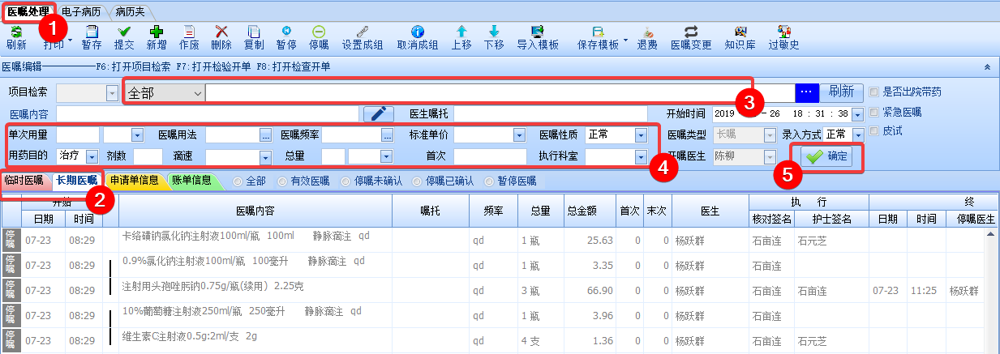 医嘱处理 电子病历 病历夹
1
刷新 打印 暂存 提交 新增 作废 删除 复制 暂停 停嘱 设置成组 取消成组 上移 下移 导入模板 保存模板 退费 医嘱变更 知识库 过敏史
医嘱编辑————————F6:打开项目检索 F7:打开检验开单 F8:打开检查开单
项目检索 全部 ... 刷新 是否出院带药
3
医嘱内容 医生嘱托 开始时间 2019 -26 18:31:38 紧急医嘱
单次用量 医嘱用法 ... 医嘱频率 ... 标准单价 医嘱性质 正常 医嘱类型 长嘱 录入方式 正常 皮试
用药目的 治疗 剂数 滴速 总量 首次 执行科室 开嘱医生 陈柳 确定
4
5
临时医嘱 长期医嘱 申请单信息 账单信息 全部 有效医嘱 停嘱未确认 停嘱已确认 暂停医嘱
2
开始 医嘱内容 嘱托 频率 总量 总金额 首次 末次 医生 执 行 终
日期 时间 核对签名 护士签名 日期 时间 停嘱医生
停嘱 07-23 08:29 卡络磺钠氯化钠注射液100ml/瓶 100ml 静脉滴注 qd qd 1 瓶 25.63 0 0 杨跃群 石亩连 石元芝
停嘱 07-23 08:29 0.9%氯化钠注射液100ml/瓶 100毫升 静脉滴注 qd qd 1 瓶 3.35 0 0 杨跃群 石亩连
停嘱 07-23 08:29 注射用头孢唑肟钠0.75g/瓶(续用) 2.25克 qd 3 瓶 66.90 0 0 杨跃群 石亩连 石亩连 07-23 11:25 杨跃群
停嘱 07-23 08:29 10%葡萄糖注射液250ml/瓶 250毫升 静脉滴注 qd qd 1 瓶 3.96 0 0 杨跃群 石亩连
停嘱 07-23 08:29 维生素C注射液0.5g:2ml/支 2g qd 4 支 1.36 0 0 杨跃群 石亩连 石元芝